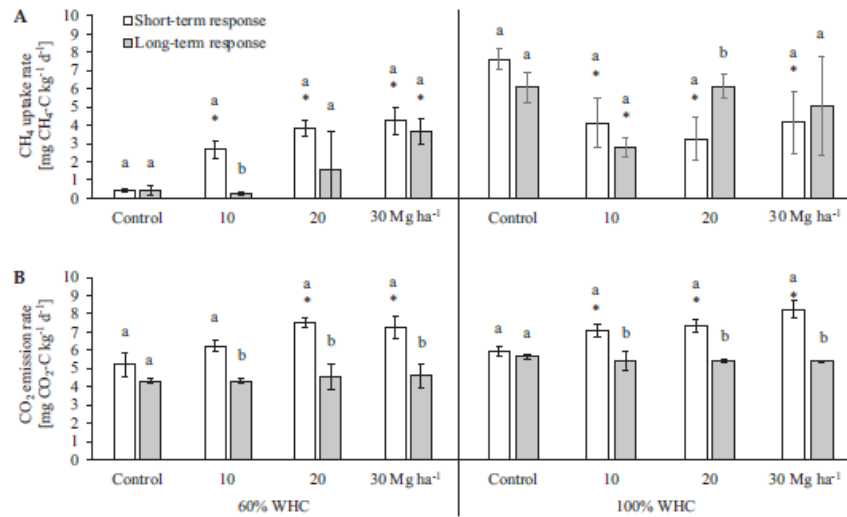 A
CH₄ uptake rate
[mg CH₄-C kg⁻¹ d⁻¹]
10
9
8
7
6
5
4
3
2
1
0
Short-term response
Long-term response
a a
a
*
b
a
*
a
a
*
a
*
a a
a
*
a
*
a
*
b
a
*
a
Control 10 20 30 Mg ha⁻¹ Control 10 20 30 Mg ha⁻¹
B
CO₂ emission rate
[mg CO₂-C kg⁻¹ d⁻¹]
10
9
8
7
6
5
4
3
2
1
0
a a
a b
a
*
b
a
*
b
a a
a
*
b
a
*
b
a
*
b
Control 10 20 30 Mg ha⁻¹ Control 10 20 30 Mg ha⁻¹
60% WHC 100% WHC